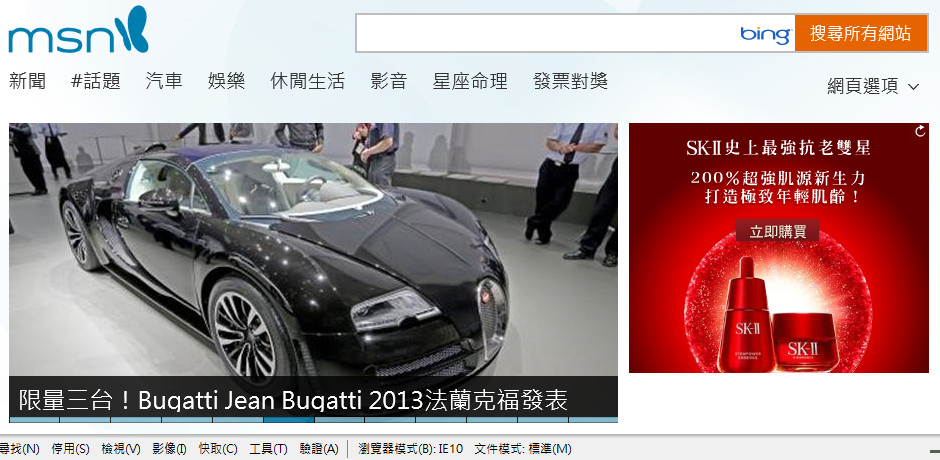 msn
bing 搜尋所有網站
新聞 #話題 汽車 娛樂 休閒生活 影音 星座命理 發票對獎 網頁選項
SK-II史上最強抗老雙星
200%超強肌源新生力
打造極致年輕肌齡！
立即購買
SK-II
STEMPOWER
ESSENCE
SK-II
STEMPOWER
限量三台！Bugatti Jean Bugatti 2013法蘭克福發表
尋找(N) 停用(S) 檢視(V) 影像(I) 快取(C) 工具(T) 驗證(A) 瀏覽器模式(B): IE10 文件模式: 標準(M)